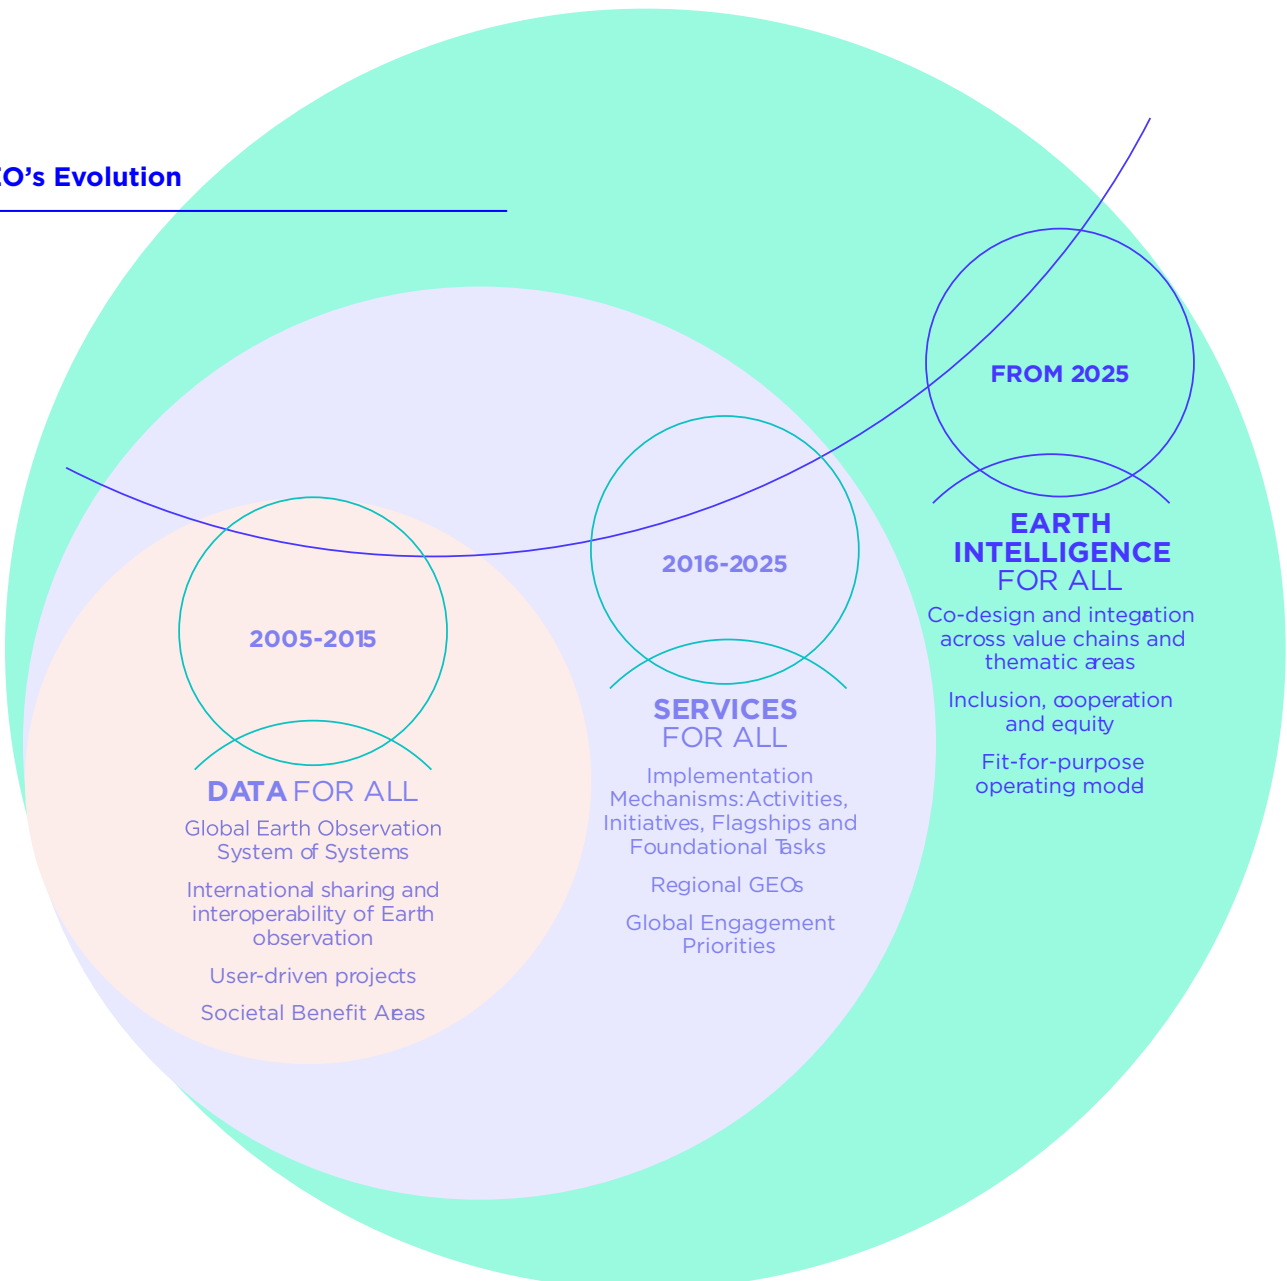 EO’s Evolution
2005-2015
DATA FOR ALL
Global Earth Observation
System of Systems
International sharing and
interoperability of Earth
observation
User-driven projects
Societal Benefit Areas
2016-2025
SERVICES
FOR ALL
Implementation
Mechanisms: Activities,
Initiatives, Flagships and
Foundational Tasks
Regional GEOs
Global Engagement
Priorities
FROM 2025
EARTH
INTELLIGENCE
FOR ALL
Co-design and integration
across value chains and
thematic areas
Inclusion, cooperation
and equity
Fit-for-purpose
operating model